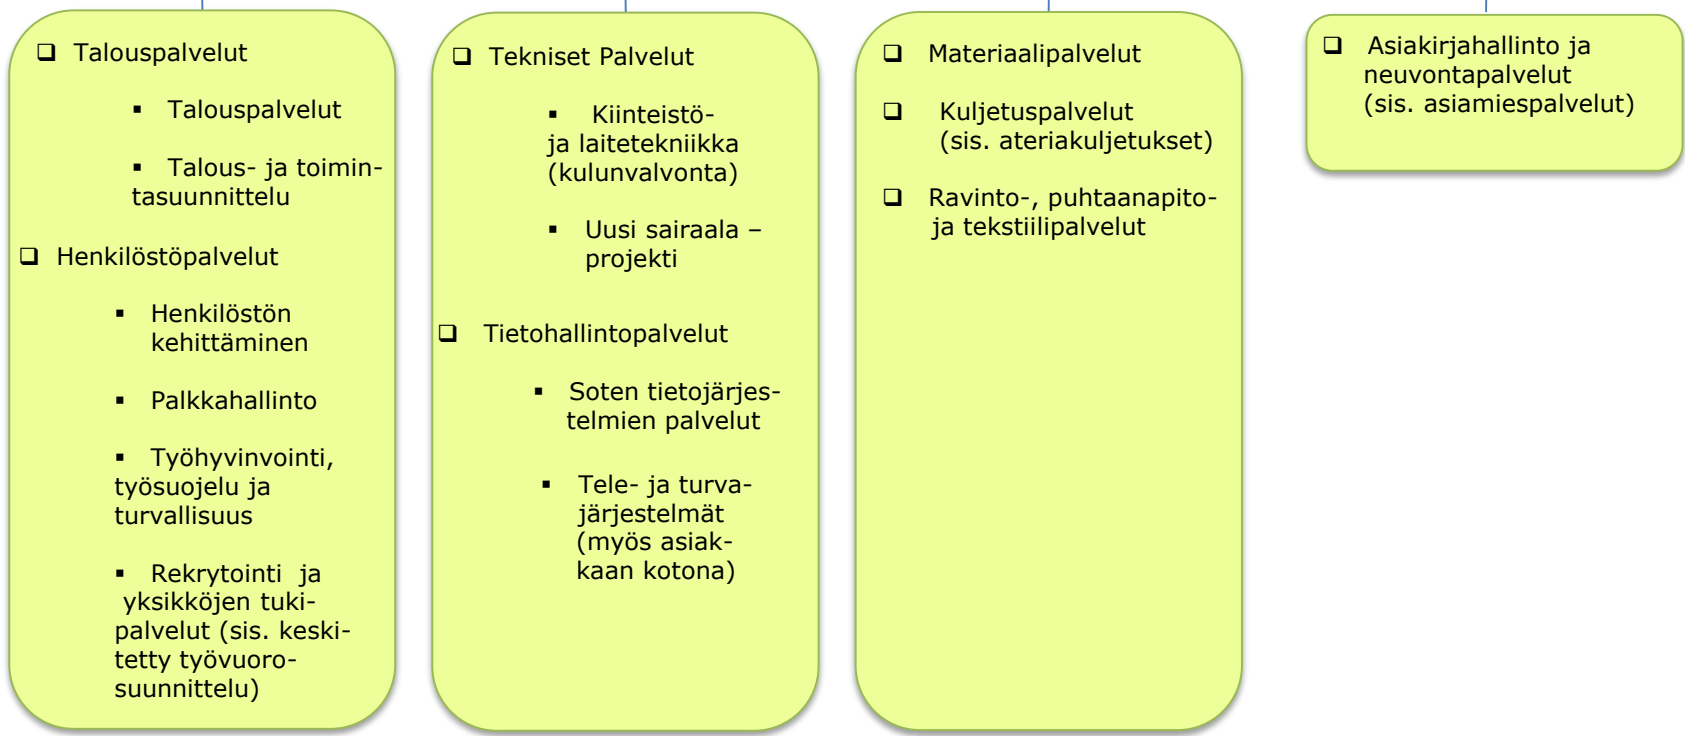 ❑ Talouspalvelut
▪ Talouspalvelut
▪ Talous- ja toimin-
tasuunnittelu
❑ Henkilöstöpalvelut
▪ Henkilöstön
kehittäminen
▪ Palkkahallinto
▪ Työhyvinvointi,
työsuojelu ja
turvallisuus
▪ Rekrytointi ja
yksikköjen tuki-
palvelut (sis. keski-
tetty työvuoro-
suunnittelu)
❑ Tekniset Palvelut
▪ Kiinteistö-
ja laitetekniikka
(kulunvalvonta)
▪ Uusi sairaala –
projekti
❑ Tietohallintopalvelut
▪ Soten tietojärjes-
telmien palvelut
▪ Tele- ja turva-
järjestelmät
(myös asiak-
kaan kotona)
❑ Materiaalipalvelut
❑ Kuljetuspalvelut
(sis. ateriakuljetukset)
❑ Ravinto-, puhtaanapito-
ja tekstiilipalvelut
❑ Asiakirjahallinto ja
neuvontapalvelut
(sis. asiamiespalvelut)